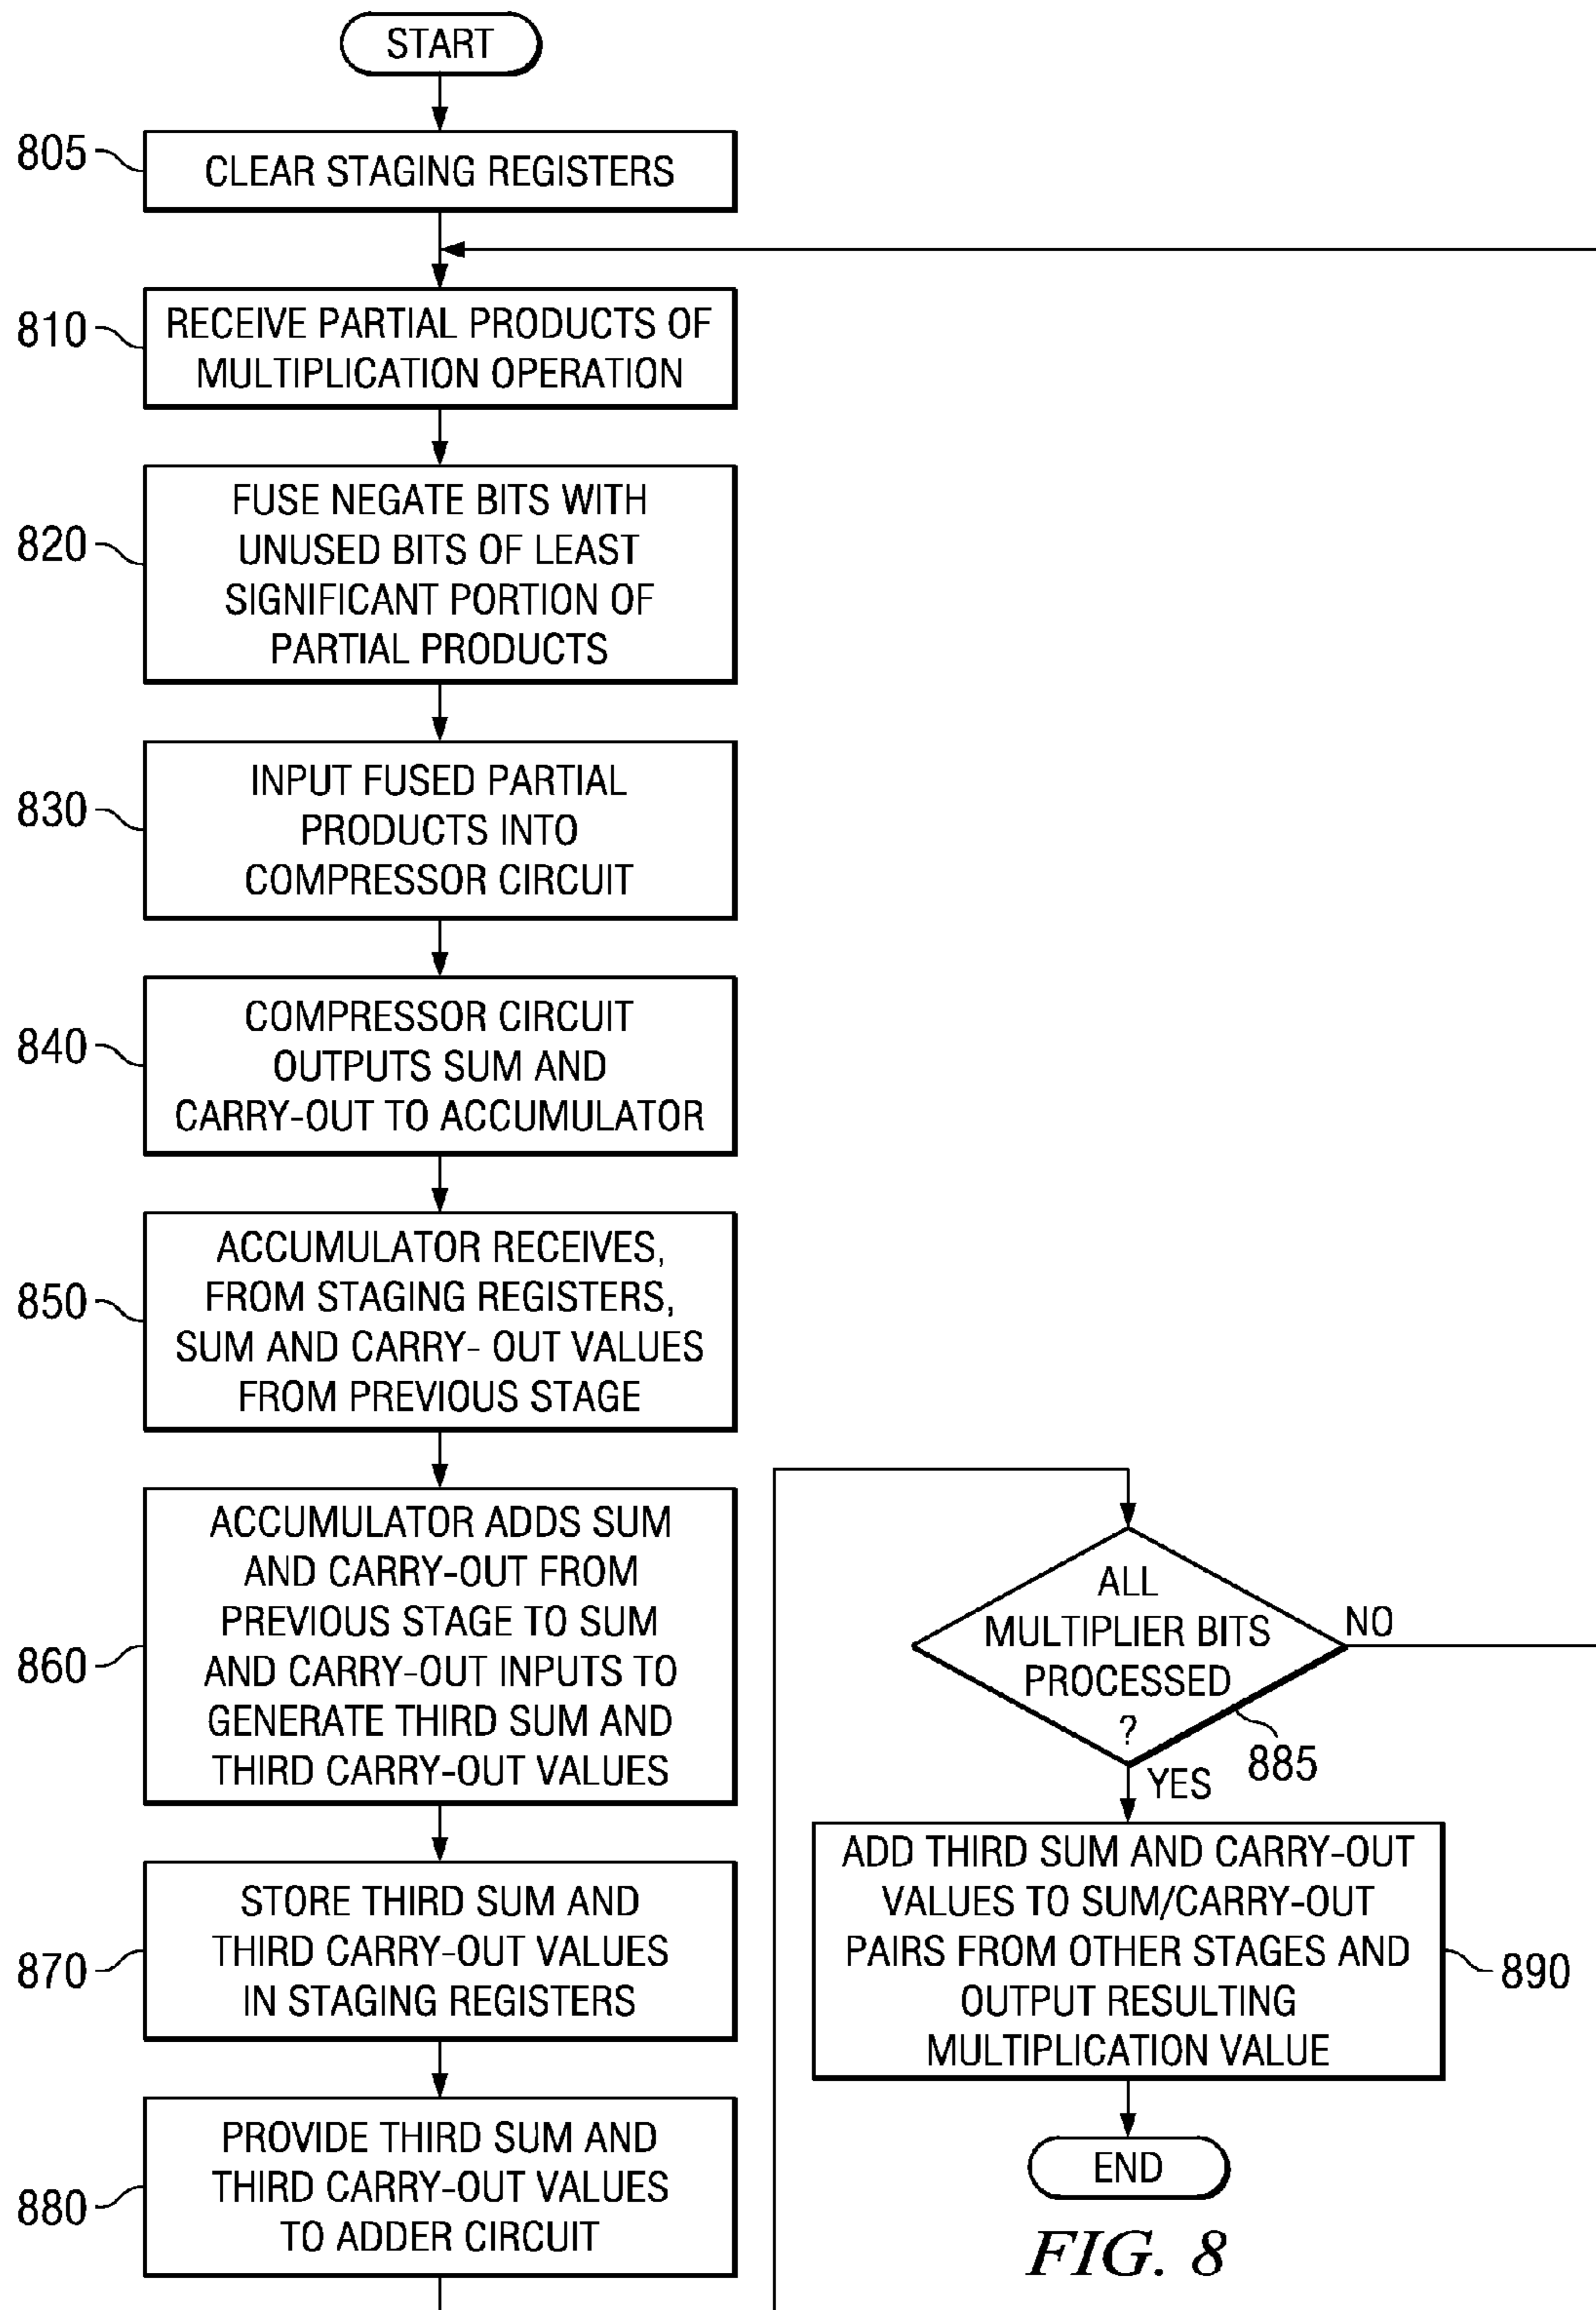 START
805
CLEAR STAGING REGISTERS
810
RECEIVE PARTIAL PRODUCTS OF
MULTIPLICATION OPERATION
820
FUSE NEGATE BITS WITH
UNUSED BITS OF LEAST
SIGNIFICANT PORTION OF
PARTIAL PRODUCTS
830
INPUT FUSED PARTIAL
PRODUCTS INTO
COMPRESSOR CIRCUIT
840
COMPRESSOR CIRCUIT
OUTPUTS SUM AND
CARRY-OUT TO ACCUMULATOR
850
ACCUMULATOR RECEIVES,
FROM STAGING REGISTERS,
SUM AND CARRY- OUT VALUES
FROM PREVIOUS STAGE
860
ACCUMULATOR ADDS SUM
AND CARRY-OUT FROM
PREVIOUS STAGE TO SUM
AND CARRY-OUT INPUTS TO
GENERATE THIRD SUM AND
THIRD CARRY-OUT VALUES
870
STORE THIRD SUM AND
THIRD CARRY-OUT VALUES
IN STAGING REGISTERS
880
PROVIDE THIRD SUM AND
THIRD CARRY-OUT VALUES
TO ADDER CIRCUIT
ALL
MULTIPLIER BITS
PROCESSED
?
NO
885
YES
ADD THIRD SUM AND CARRY-OUT
VALUES TO SUM/CARRY-OUT
PAIRS FROM OTHER STAGES AND
OUTPUT RESULTING
MULTIPLICATION VALUE
890
END
FIG. 8